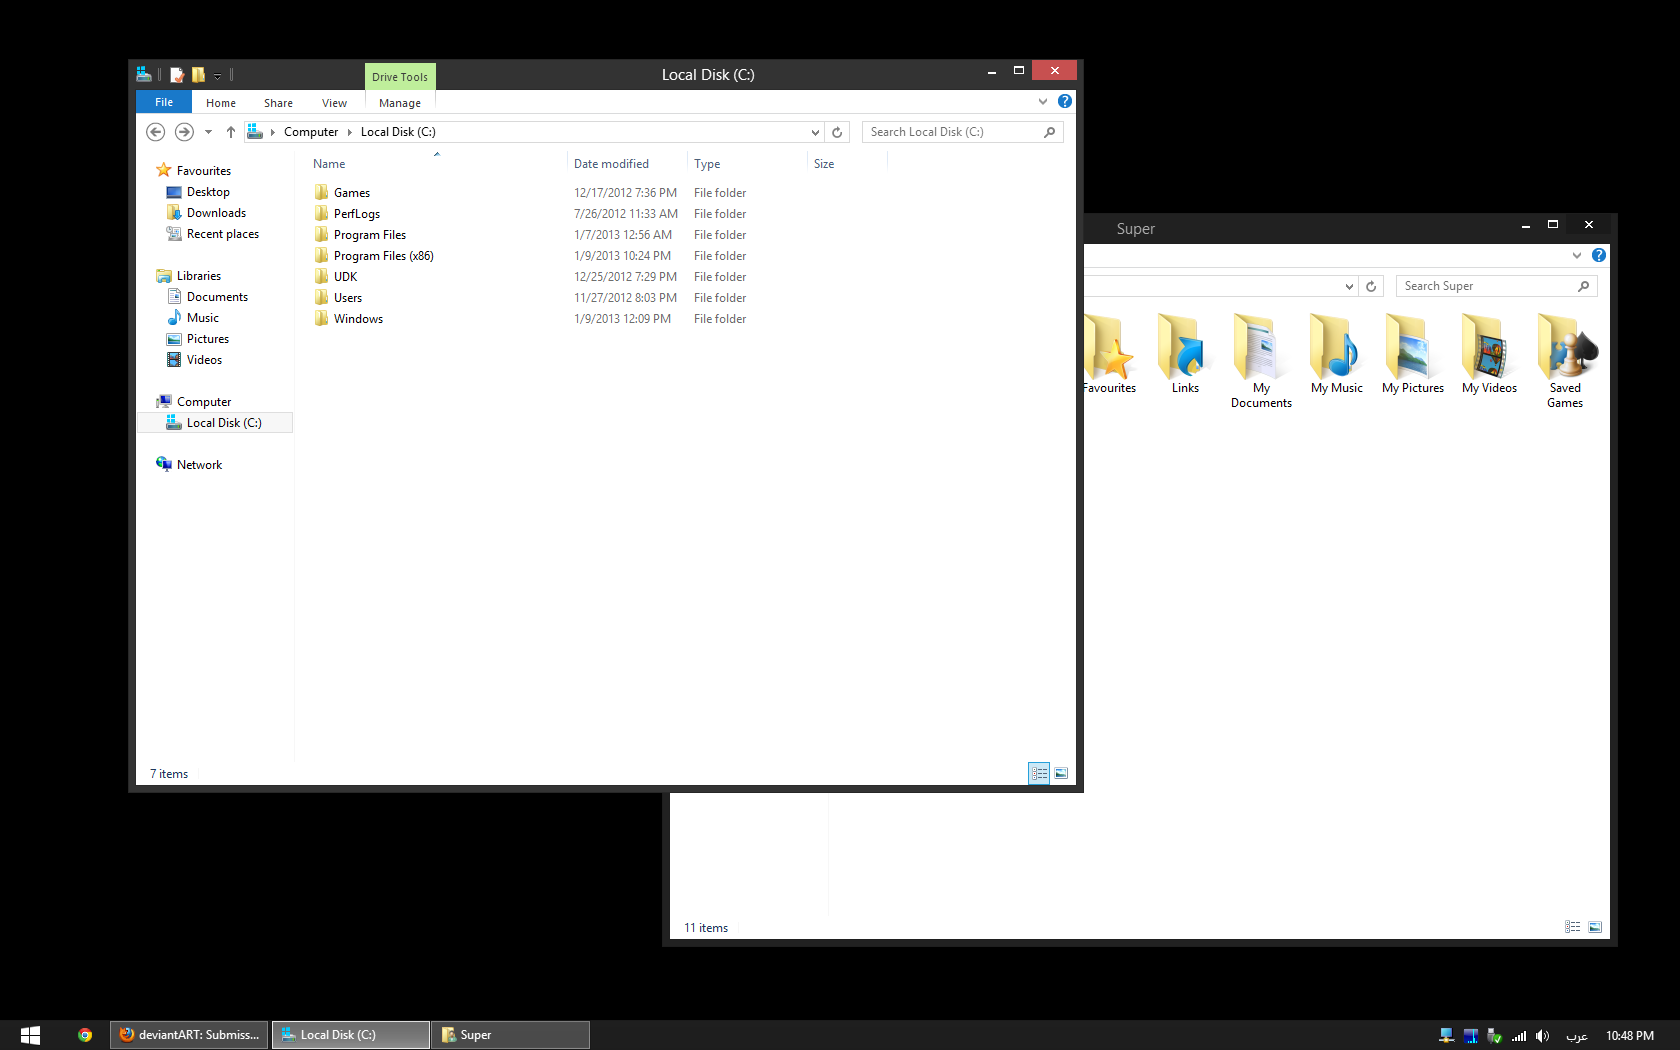 Drive Tools
Local Disk (C:)
File
Home
Share
View
Manage
Computer
Local Disk (C:)
Search Local Disk (C:)
Favourites
Desktop
Downloads
Recent places
Libraries
Documents
Music
Pictures
Videos
Computer
Local Disk (C:)
Network
Name Date modified Type Size
Games 12/17/2012 7:36 PM File folder
PerfLogs 7/26/2012 11:33 AM File folder
Program Files 1/7/2013 12:56 AM File folder
Program Files (x86) 1/9/2013 10:24 PM File folder
UDK 12/25/2012 7:29 PM File folder
Users 11/27/2012 8:03 PM File folder
Windows 1/9/2013 12:09 PM File folder
7 items
Super
Search Super
Favourites
Links
My
Documents
My Music
My Pictures
My Videos
Saved
Games
11 items
deviantART: Submiss...
Local Disk (C:)
Super
عرب
10:48 PM